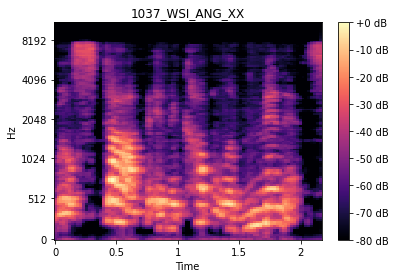 1037_WSI_ANG_XX
+0 dB
8192
-10 dB
4096
-20 dB
-30 dB
2048
-40 dB
Hz
1024
-50 dB
-60 dB
512
-70 dB
0
-80 dB
0
0.5
1
1.5
2
Time